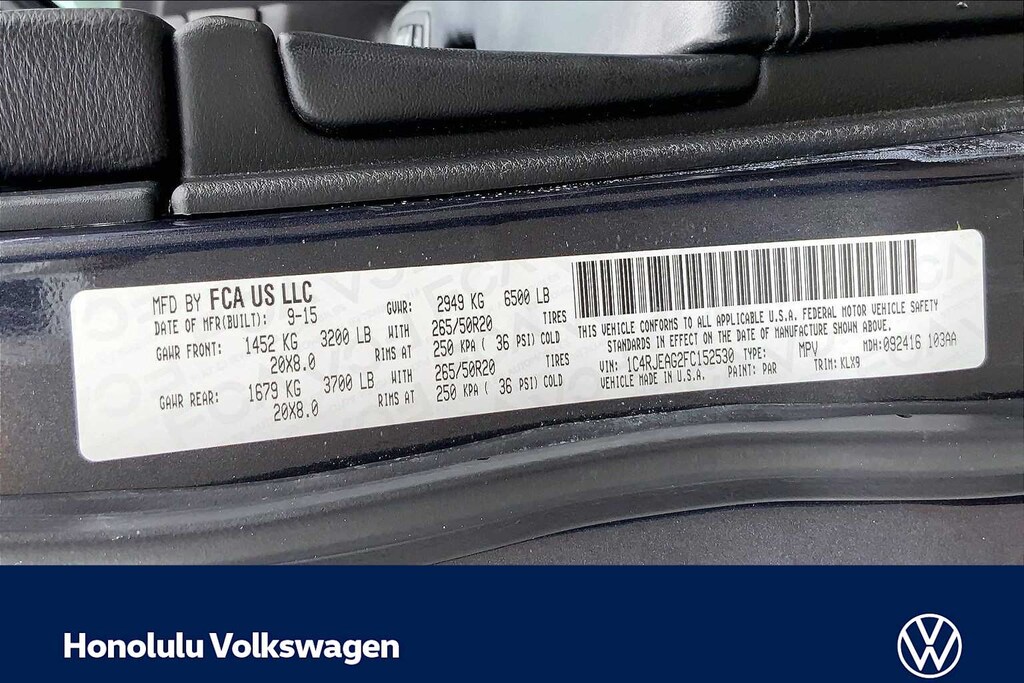 MFD BY FCA US LLC
DATE OF MFR(BUILT): 9-15
GVWR: 2949 KG 6500 LB
GAWR FRONT: 1452 KG 3200 LB WITH 265/50R20 TIRES
20X8.0 RIMS AT 250 KPA ( 36 PSI) COLD
GAWR REAR: 1679 KG 3700 LB WITH 265/50R20 TIRES
20X8.0 RIMS AT 250 KPA ( 36 PSI) COLD
THIS VEHICLE CONFORMS TO ALL APPLICABLE U.S.A. FEDERAL MOTOR VEHICLE SAFETY
STANDARDS IN EFFECT ON THE DATE OF MANUFACTURE SHOWN ABOVE.
VIN: 1C4RJEAG2FC152530 TYPE: MPV MDH: 092416 103AA
VEHICLE MADE IN U.S.A. PAINT: PAR TRIM: KLX9
Honolulu Volkswagen